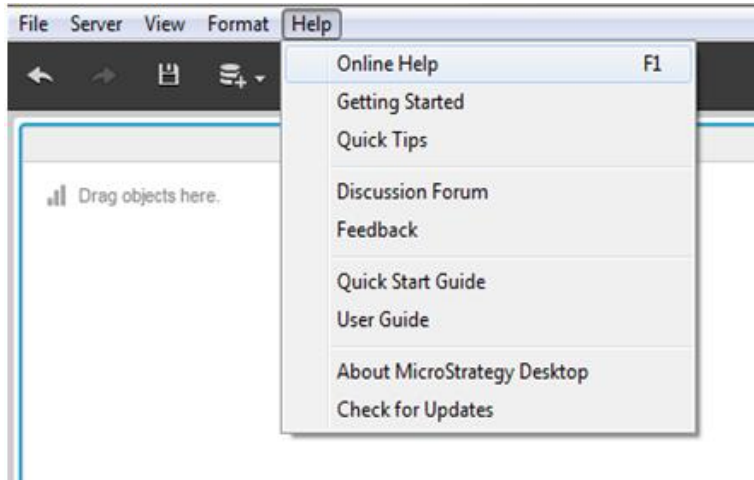 File Server View Format Help
Online Help F1
Getting Started
Quick Tips
Drag objects here.
Discussion Forum
Feedback
Quick Start Guide
User Guide
About MicroStrategy Desktop
Check for Updates